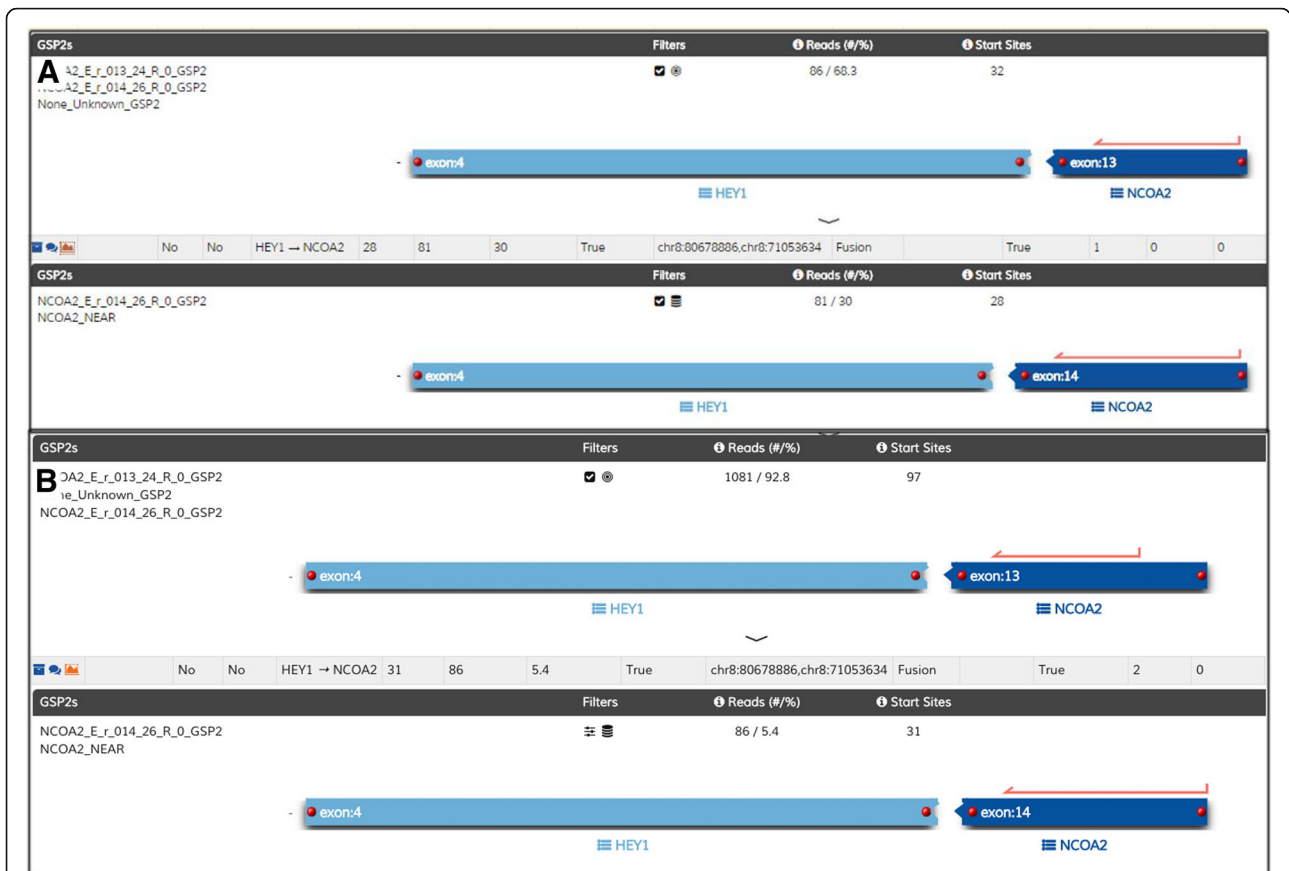 GSP2s Filters Reads (#/%) Start Sites
A A2_E_r_013_24_R_0_GSP2 86 / 68.3 32
A2_E_r_014_26_R_0_GSP2
None_Unknown_GSP2
- exon:4 exon:13
HEY1 NCOA2
No No HEY1 → NCOA2 28 81 30 True chr8:80678886,chr8:71053634 Fusion True 1 0 0
GSP2s Filters Reads (#/%) Start Sites
NCOA2_E_r_014_26_R_0_GSP2 81 / 30 28
NCOA2_NEAR
- exon:4 exon:14
HEY1 NCOA2
GSP2s Filters Reads (#/%) Start Sites
B OA2_E_r_013_24_R_0_GSP2 1081 / 92.8 97
ne_Unknown_GSP2
NCOA2_E_r_014_26_R_0_GSP2
- exon:4 exon:13
HEY1 NCOA2
No No HEY1 → NCOA2 31 86 5.4 True chr8:80678886,chr8:71053634 Fusion True 2 0
GSP2s Filters Reads (#/%) Start Sites
NCOA2_E_r_014_26_R_0_GSP2 86 / 5.4 31
NCOA2_NEAR
- exon:4 exon:14
HEY1 NCOA2